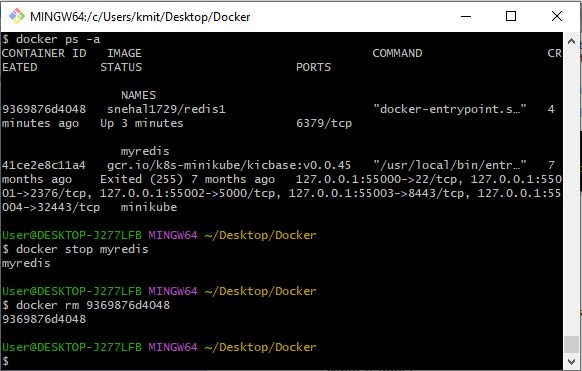 MINGW64:/c/Users/kmit/Desktop/Docker
$ docker ps -a
CONTAINER ID   IMAGE                                 COMMAND                  CR
EATED         STATUS                     PORTS
                NAMES
9369876d4048   snehal1729/redis1                     "docker-entrypoint.s…"   4
minutes ago   Up 3 minutes               6379/tcp
                myredis
41ce2e8c11a4   gcr.io/k8s-minikube/kicbase:v0.0.45   "/usr/local/bin/entr…"   7
months ago    Exited (255) 7 months ago   127.0.0.1:55000->22/tcp, 127.0.0.1:550
01->2376/tcp, 127.0.0.1:55002->5000/tcp, 127.0.0.1:55003->8443/tcp, 127.0.0.1:55
004->32443/tcp   minikube
User@DESKTOP-J277LFB MINGW64 ~/Desktop/Docker
$ docker stop myredis
myredis
User@DESKTOP-J277LFB MINGW64 ~/Desktop/Docker
$ docker rm 9369876d4048
9369876d4048
User@DESKTOP-J277LFB MINGW64 ~/Desktop/Docker
$